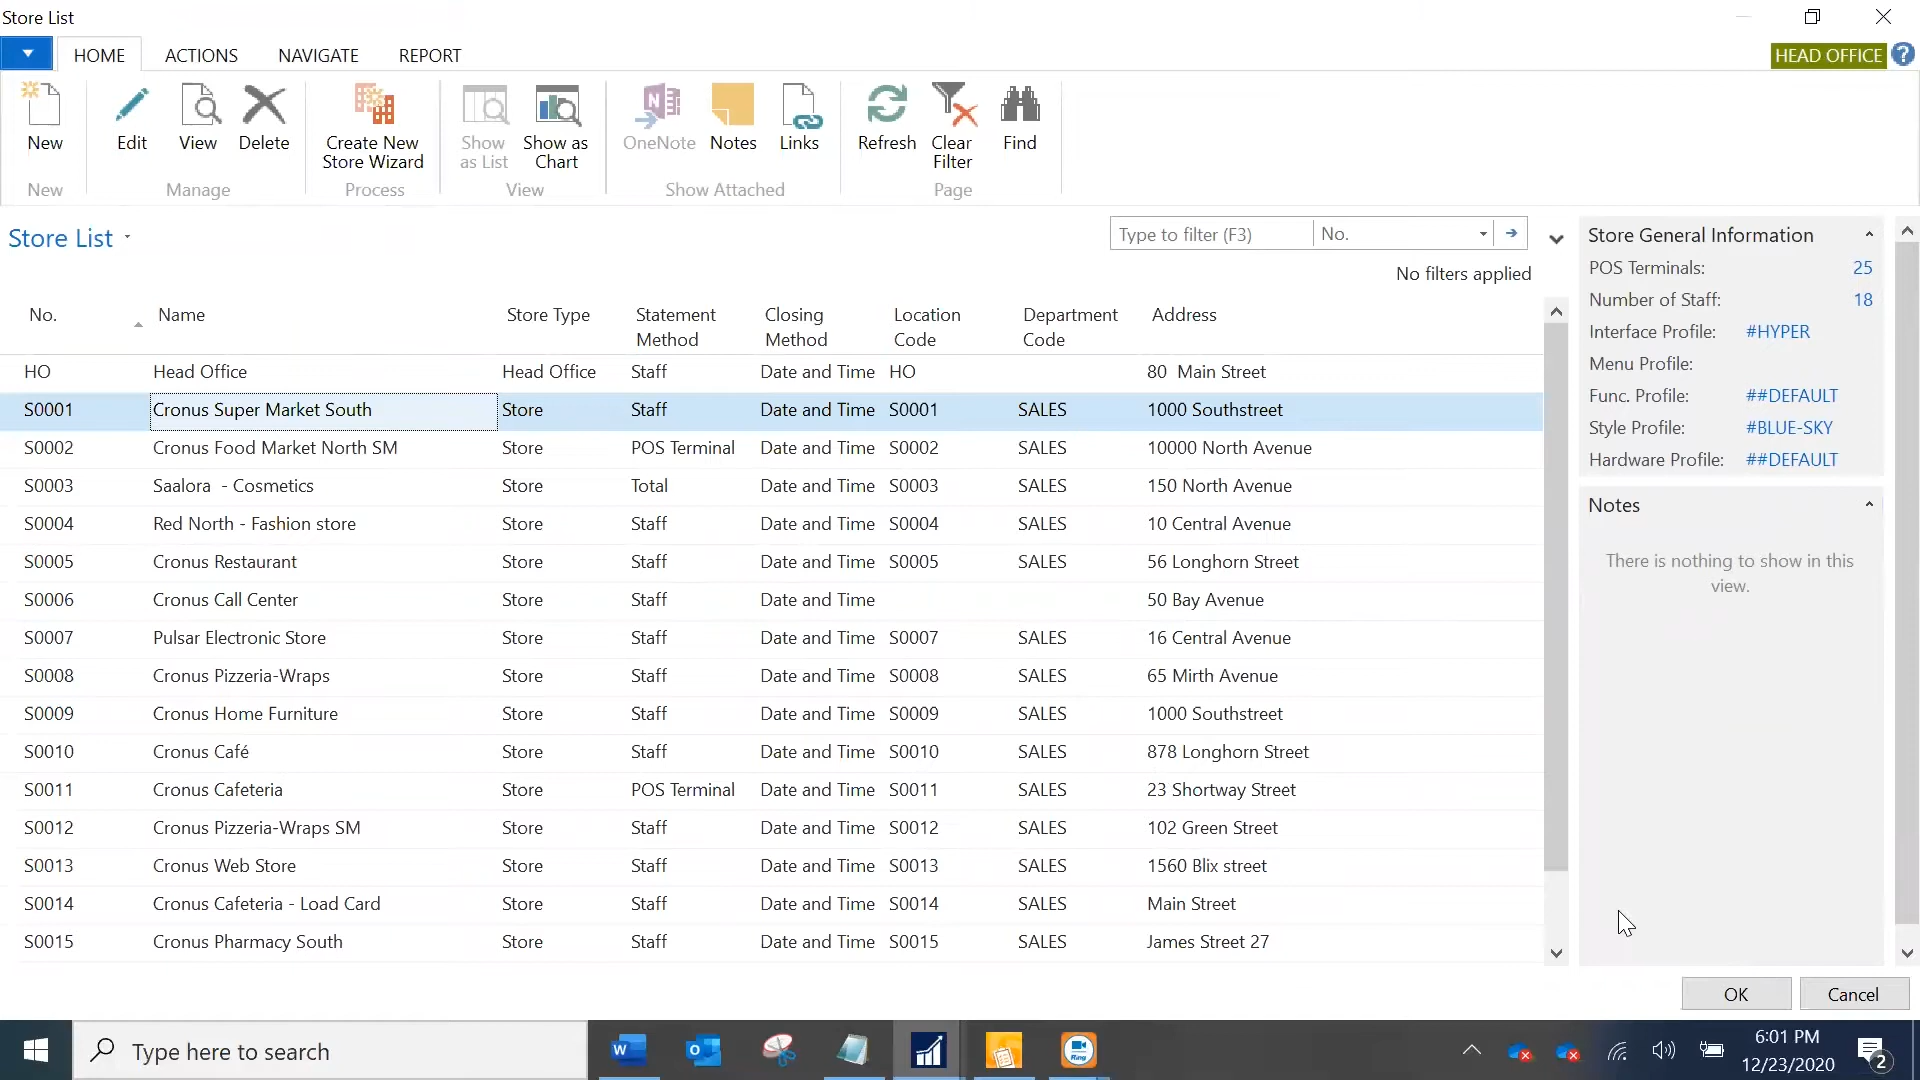 Store List
HOME ACTIONS NAVIGATE REPORT HEAD OFFICE ?
New Edit View Delete Create New Store Wizard Show as List Show as Chart OneNote Notes Links Refresh Clear Filter Find
New Manage Process View Show Attached Page
Store List
Type to filter (F3) No.
No filters applied
No. Name Store Type Statement Method Closing Method Location Code Department Code Address
HO Head Office Head Office Staff Date and Time HO 80 Main Street
S0001 Cronus Super Market South Store Staff Date and Time S0001 SALES 1000 Southstreet
S0002 Cronus Food Market North SM Store POS Terminal Date and Time S0002 SALES 10000 North Avenue
S0003 Saalora - Cosmetics Store Total Date and Time S0003 SALES 150 North Avenue
S0004 Red North - Fashion store Store Staff Date and Time S0004 SALES 10 Central Avenue
S0005 Cronus Restaurant Store Staff Date and Time S0005 SALES 56 Longhorn Street
S0006 Cronus Call Center Store Staff Date and Time 50 Bay Avenue
S0007 Pulsar Electronic Store Store Staff Date and Time S0007 SALES 16 Central Avenue
S0008 Cronus Pizzeria-Wraps Store Staff Date and Time S0008 SALES 65 Mirth Avenue
S0009 Cronus Home Furniture Store Staff Date and Time S0009 SALES 1000 Southstreet
S0010 Cronus Café Store Staff Date and Time S0010 SALES 878 Longhorn Street
S0011 Cronus Cafeteria Store POS Terminal Date and Time S0011 SALES 23 Shortway Street
S0012 Cronus Pizzeria-Wraps SM Store Staff Date and Time S0012 SALES 102 Green Street
S0013 Cronus Web Store Store Staff Date and Time S0013 SALES 1560 Blix street
S0014 Cronus Cafeteria - Load Card Store Staff Date and Time S0014 SALES Main Street
S0015 Cronus Pharmacy South Store Staff Date and Time S0015 SALES James Street 27
Store General Information
POS Terminals: 25
Number of Staff: 18
Interface Profile: #HYPER
Menu Profile:
Func. Profile: ##DEFAULT
Style Profile: #BLUE-SKY
Hardware Profile: ##DEFAULT
Notes
There is nothing to show in this
view.
OK Cancel
Type here to search
6:01 PM
12/23/2020
2